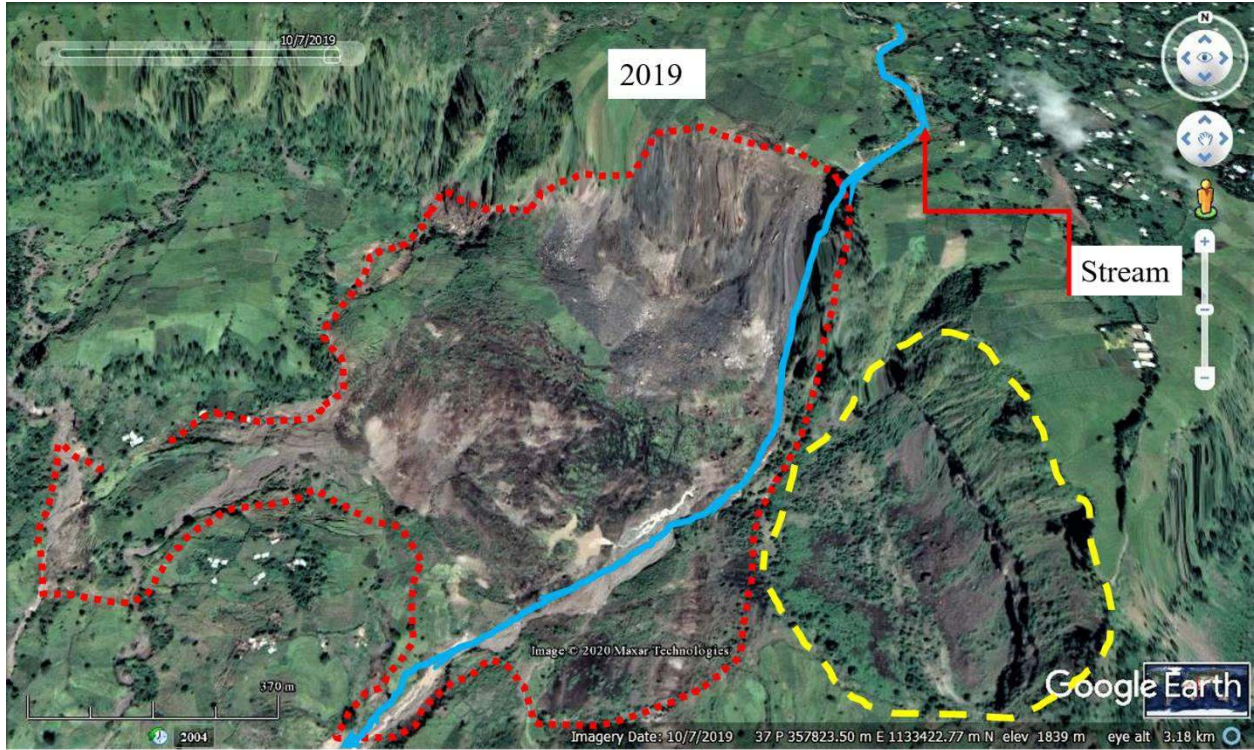 10/7/2019
N
2019
Stream
Image © 2020 Maxar Technologies
Google Earth
370 m
2004
Imagery Date: 10/7/2019 37 P 357823.50 m E 1133422.77 m N elev 1839 m eye alt 3.18 km